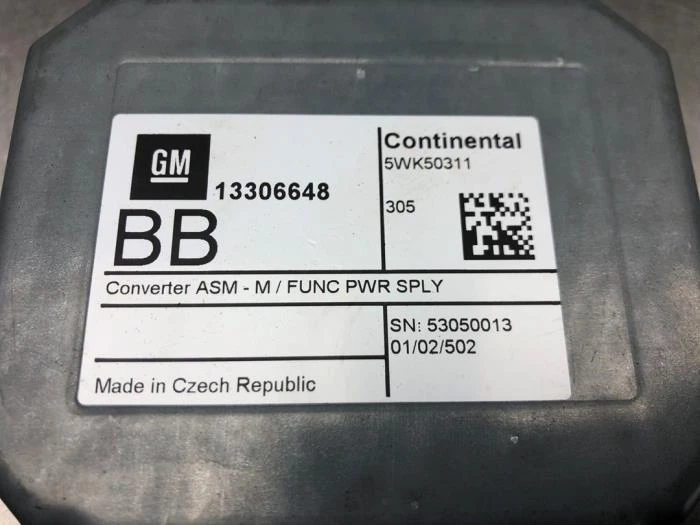 GM
13306648
BB
Continental
5WK50311
305
Converter ASM - M / FUNC PWR SPLY
SN: 53050013
01/02/502
Made in Czech Republic